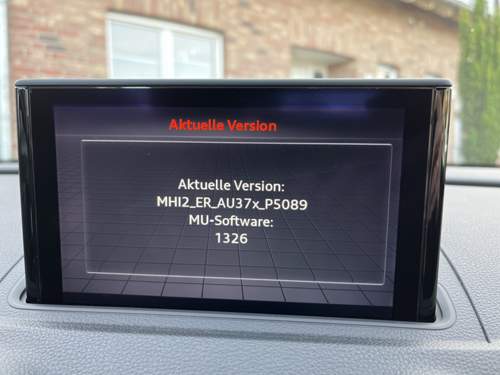 Aktuelle Version
Aktuelle Version:
MHI2_ER_AU37x_P5089
MU-Software:
1326